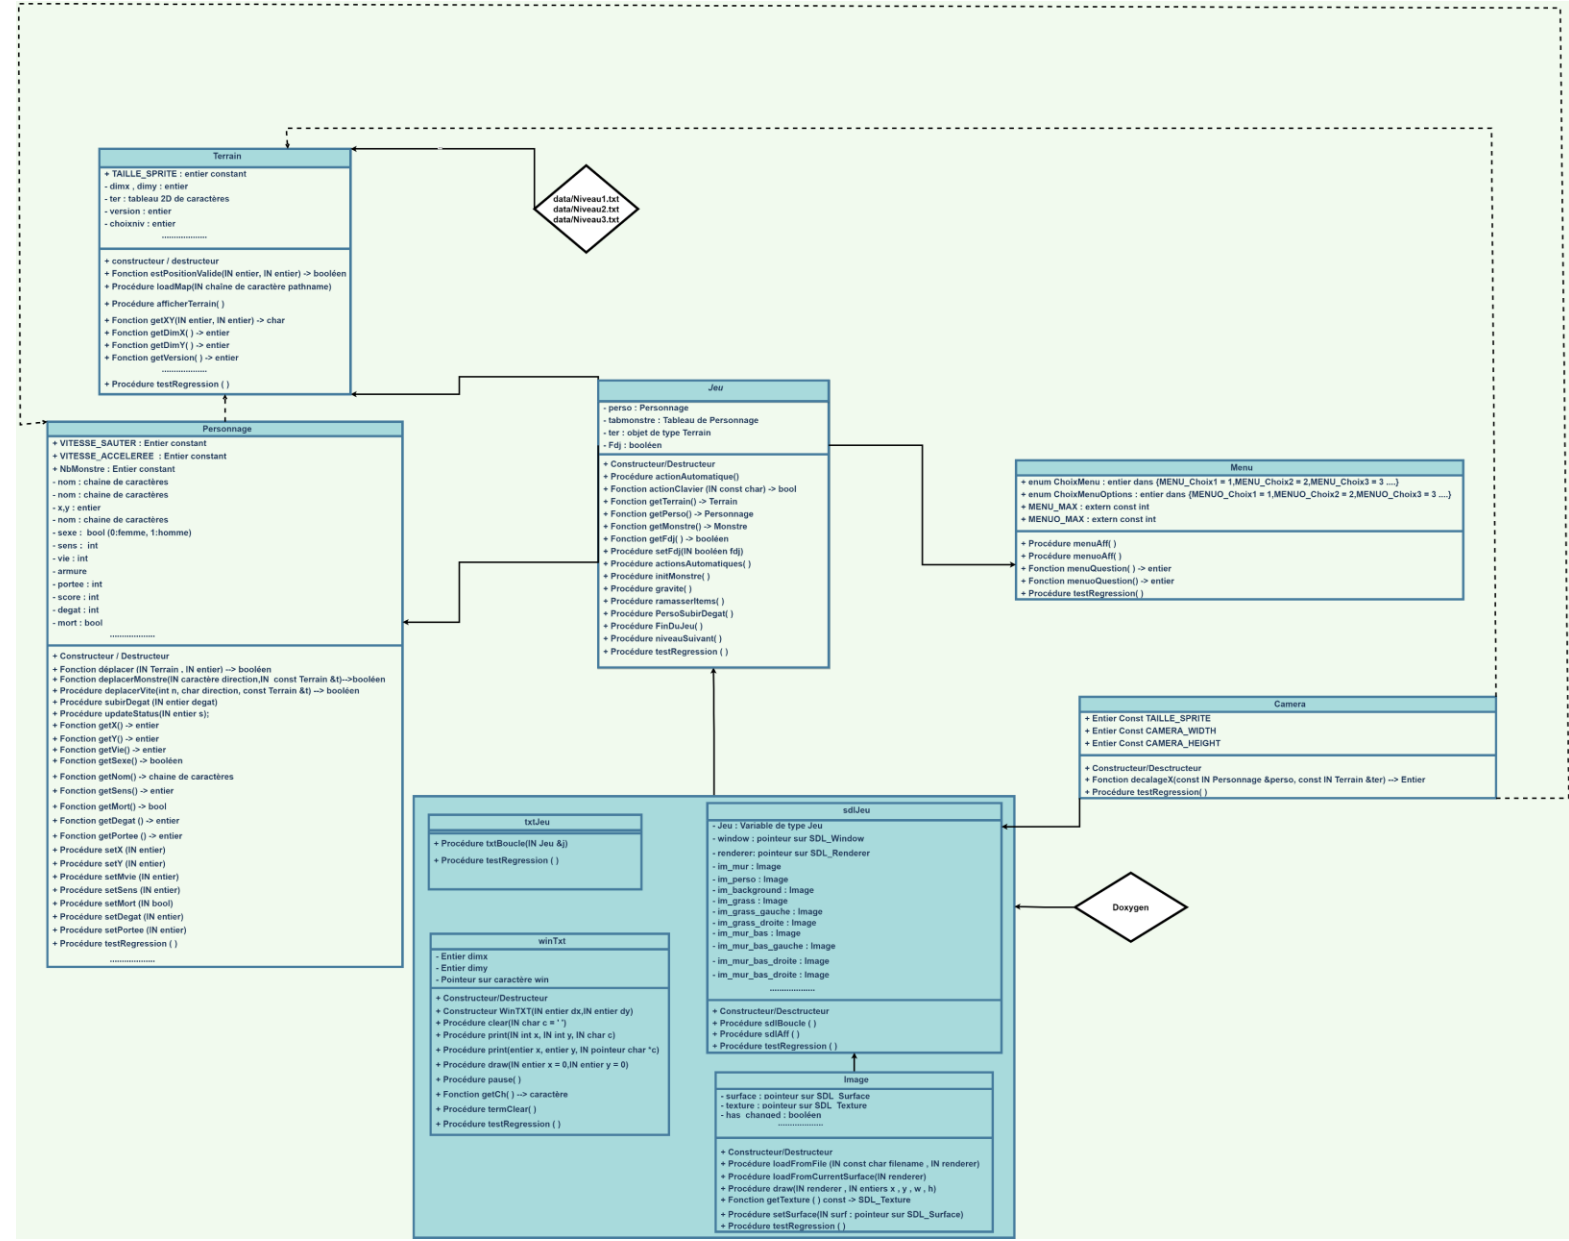 Terrain
+ TAILLE_SPRITE : entier constant
- dimx , dimy : entier
- ter : tableau 2D de caractères
- version : entier
- choixniv : entier
...................
+ constructeur / destructeur
+ Fonction estPositionValide(IN entier, IN entier) -> booléen
+ Procédure loadMap(IN chaîne de caractère pathname)
+ Procédure afficherTerrain( )
+ Fonction getXY(IN entier, IN entier) -> char
+ Fonction getDimX( ) -> entier
+ Fonction getDimY( ) -> entier
+ Fonction getVersion( ) -> entier
...................
+ Procédure testRegression ( )
data/Niveau1.txt
data/Niveau2.txt
data/Niveau3.txt
Personnage
+ VITESSE_SAUTER : Entier constant
+ VITESSE_ACCELEREE : Entier constant
+ NbMonstre : Entier constant
- nom : chaine de caractères
- nom : chaine de caractères
- x,y : entier
- nom : chaine de caractères
- sexe : bool (0:femme, 1:homme)
- sens : int
- vie : int
- armure
- portee : int
- score : int
- degat : int
- mort : bool
...................
+ Constructeur / Destructeur
+ Fonction déplacer (IN Terrain , IN entier) --> booléen
+ Fonction deplacerMonstre(IN caractère direction,IN const Terrain &t)-->booléen
+ Procédure deplacerVite(int n, char direction, const Terrain &t) --> booléen
+ Procédure subirDegat (IN entier degat)
+ Procédure updateStatus(IN entier s);
+ Fonction getX() -> entier
+ Fonction getY() -> entier
+ Fonction getVie() -> entier
+ Fonction getSexe() -> booléen
+ Fonction getNom() -> chaine de caractères
+ Fonction getSens() -> entier
+ Fonction getMort() -> bool
+ Fonction getDegat () -> entier
+ Fonction getPortee () -> entier
+ Procédure setX (IN entier)
+ Procédure setY (IN entier)
+ Procédure setMvie (IN entier)
+ Procédure setSens (IN entier)
+ Procédure setMort (IN bool)
+ Procédure setDegat (IN entier)
+ Procédure setPortee (IN entier)
+ Procédure testRegression ( )
...................
Jeu
- perso : Personnage
- tabmonstre : Tableau de Personnage
- ter : objet de type Terrain
- Fdj : booléen
+ Constructeur/Destructeur
+ Procédure actionAutomatique()
+ Fonction actionClavier (IN const char) -> bool
+ Fonction getTerrain() -> Terrain
+ Fonction getPerso() -> Personnage
+ Fonction getMonstre() -> Monstre
+ Fonction getFdj( ) -> booléen
+ Procédure setFdj(IN booléen fdj)
+ Procédure actionsAutomatiques( )
+ Procédure initMonstre( )
+ Procédure gravite( )
+ Procédure ramasserItems( )
+ Procédure PersoSubirDegat( )
+ Procédure FinDuJeu( )
+ Procédure niveauSuivant( )
+ Procédure testRegression ( )
Menu
+ enum ChoixMenu : entier dans {MENU_Choix1 = 1,MENU_Choix2 = 2,MENU_Choix3 = 3 ....}
+ enum ChoixMenuOptions : entier dans {MENUO_Choix1 = 1,MENUO_Choix2 = 2,MENUO_Choix3 = 3 ....}
+ MENU_MAX : extern const int
+ MENUO_MAX : extern const int
+ Procédure menuAff( )
+ Procédure menuoAff( )
+ Fonction menuQuestion( ) -> entier
+ Fonction menuoQuestion() -> entier
+ Procédure testRegression( )
Camera
+ Entier Const TAILLE_SPRITE
+ Entier Const CAMERA_WIDTH
+ Entier Const CAMERA_HEIGHT
+ Constructeur/Desctructeur
+ Fonction decalageX(const IN Personnage &perso, const IN Terrain &ter) --> Entier
+ Procédure testRegression( )
txtJeu
+ Procédure txtBoucle(IN Jeu &j)
+ Procédure testRegression ( )
winTxt
- Entier dimx
- Entier dimy
- Pointeur sur caractère win
+ Constructeur/Destructeur
+ Constructeur WinTXT(IN entier dx,IN entier dy)
+ Procédure clear(IN char c = ' ')
+ Procédure print(IN int x, IN int y, IN char c)
+ Procédure print(entier x, entier y, IN pointeur char *c)
+ Procédure draw(IN entier x = 0,IN entier y = 0)
+ Procédure pause( )
+ Fonction getCh( ) --> caractère
+ Procédure termClear( )
+ Procédure testRegression ( )
sdlJeu
- Jeu : Variable de type Jeu
- window : pointeur sur SDL_Window
- renderer: pointeur sur SDL_Renderer
- im_mur : Image
- im_perso : Image
- im_background : Image
- im_grass : Image
- im_grass_gauche : Image
- im_grass_droite : Image
- im_mur_bas : Image
- im_mur_bas_gauche : Image
- im_mur_bas_droite : Image
- im_mur_bas_droite : Image
...................
+ Constructeur/Desctructeur
+ Procédure sdlBoucle ( )
+ Procédure sdlAff ( )
+ Procédure testRegression ( )
Doxygen
Image
- surface : pointeur sur SDL_Surface
- texture : pointeur sur SDL_Texture
- has_changed : booléen
...................
+ Constructeur/Destructeur
+ Procédure loadFromFile (IN const char filename , IN renderer)
+ Procédure loadFromCurrentSurface(IN renderer)
+ Procédure draw(IN renderer , IN entiers x , y , w , h)
+ Fonction getTexture ( ) const -> SDL_Texture
+ Procédure setSurface(IN surf : pointeur sur SDL_Surface)
+ Procédure testRegression ( )